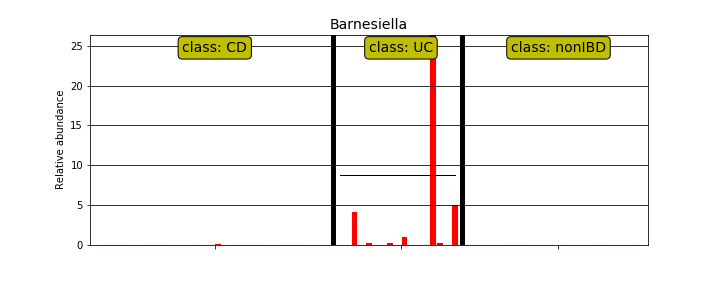 Barnesiella
class: CD
class: UC
class: nonIBD
Relative abundance
25
20
15
10
5
0